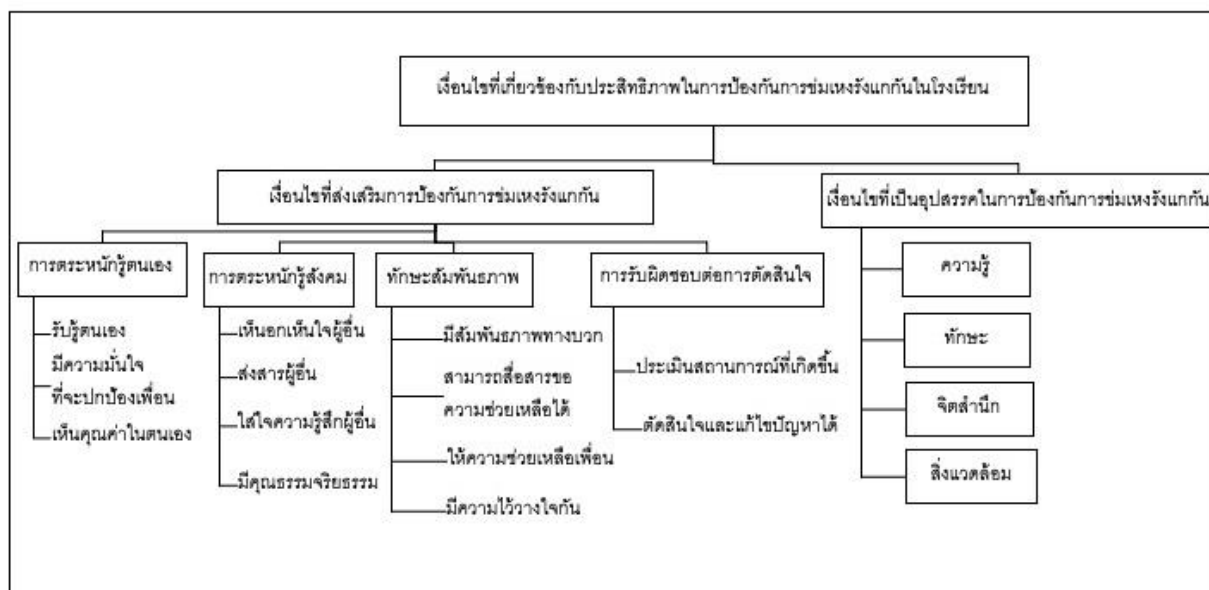 เงื่อนไขที่เกี่ยวข้องกับประสิทธิภาพในการป้องกันการข่มเหงรังแกกันในโรงเรียน
เงื่อนไขที่ส่งเสริมการป้องกันการข่มเหงรังแกกัน
เงื่อนไขที่เป็นอุปสรรคในการป้องกันการข่มเหงรังแกกัน
การตระหนักรู้ตนเอง
รับรู้ตนเอง
มีความมั่นใจ
ที่จะปกป้องเพื่อน
เห็นคุณค่าในตนเอง
การตระหนักรู้สังคม
เห็นอกเห็นใจผู้อื่น
ส่งสารผู้อื่น
ใส่ใจความรู้สึกผู้อื่น
มีคุณธรรมจริยธรรม
ทักษะสัมพันธภาพ
มีสัมพันธภาพทางบวก
สามารถสื่อสารขอ
ความช่วยเหลือได้
ให้ความช่วยเหลือเพื่อน
มีความไว้วางใจกัน
การรับผิดชอบต่อการตัดสินใจ
ประเมินสถานการณ์ที่เกิดขึ้น
ตัดสินใจและแก้ไขปัญหาได้
ความรู้
ทักษะ
จิตสำนึก
สิ่งแวดล้อม